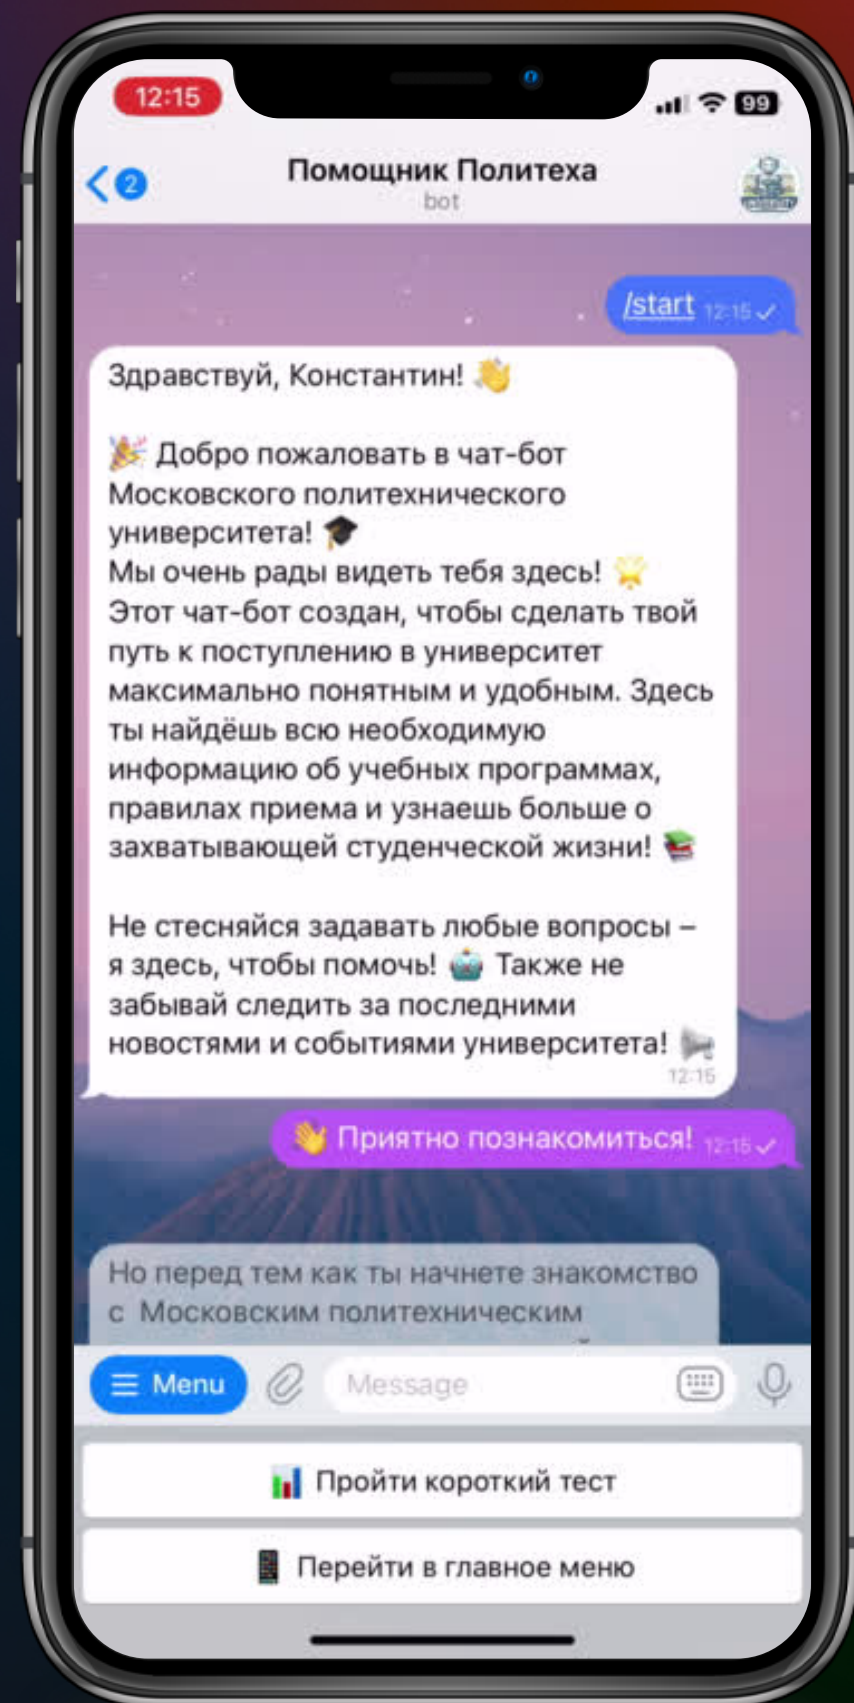 12:15
99
2
Помощник Политеха
bot
/start 12:15
Здравствуй, Константин! 👋
🎉 Добро пожаловать в чат-бот
Московского политехнического
университета! 🎓
Мы очень рады видеть тебя здесь! 🌟
Этот чат-бот создан, чтобы сделать твой
путь к поступлению в университет
максимально понятным и удобным. Здесь
ты найдёшь всю необходимую
информацию об учебных программах,
правилах приема и узнаешь больше о
захватывающей студенческой жизни! 📚
Не стесняйся задавать любые вопросы –
я здесь, чтобы помочь! 🤖 Также не
забывай следить за последними
новостями и событиями университета! 📢
12:15
👋 Приятно познакомиться! 12:15
Но перед тем как ты начнете знакомство
с Московским политехническим
Menu
Message
📊 Пройти короткий тест
📱 Перейти в главное меню